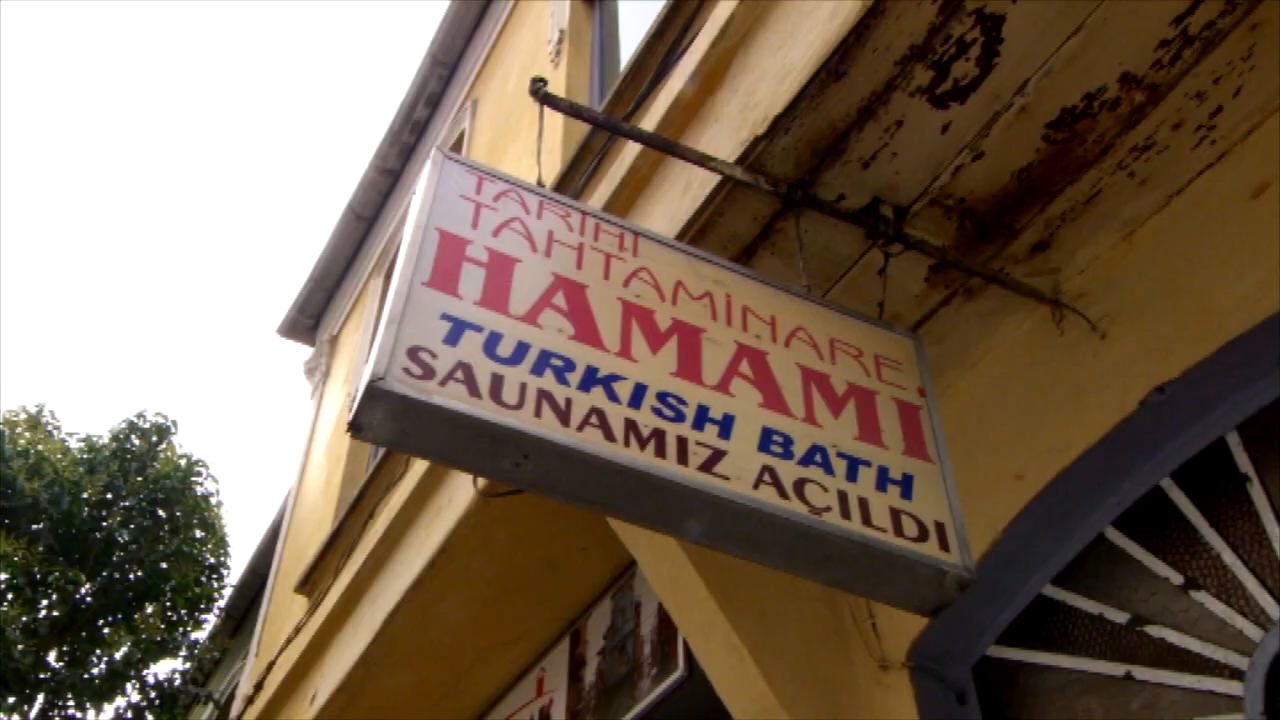 TARİHİ
TAHTAMİNARE
HAMAMİ
TURKISH BATH
SAUNAMIZ AÇILDI